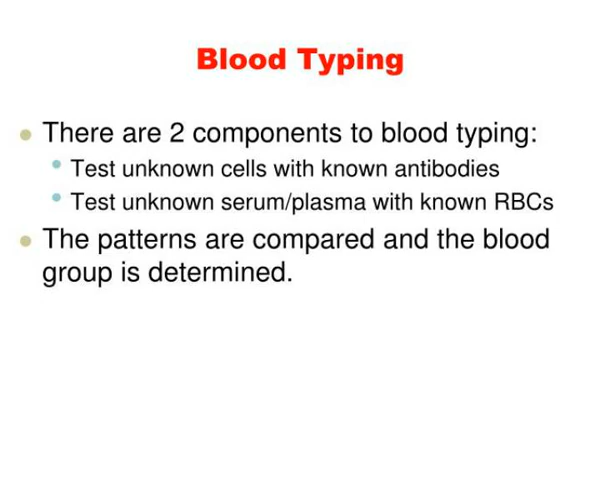 Blood Typing
There are 2 components to blood typing:
Test unknown cells with known antibodies
Test unknown serum/plasma with known RBCs
The patterns are compared and the blood
group is determined.